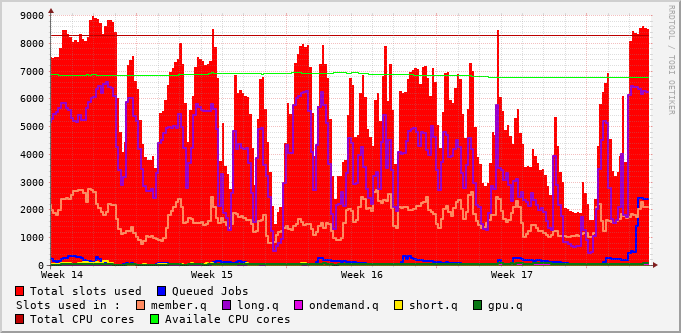 RRDTOOL / TOBI OETIKER
9000
8000
7000
6000
5000
4000
3000
2000
1000
0
Week 14 Week 15 Week 16 Week 17
Total slots used Queued Jobs
Slots used in : member.q long.q ondemand.q short.q gpu.q
Total CPU cores Availale CPU cores